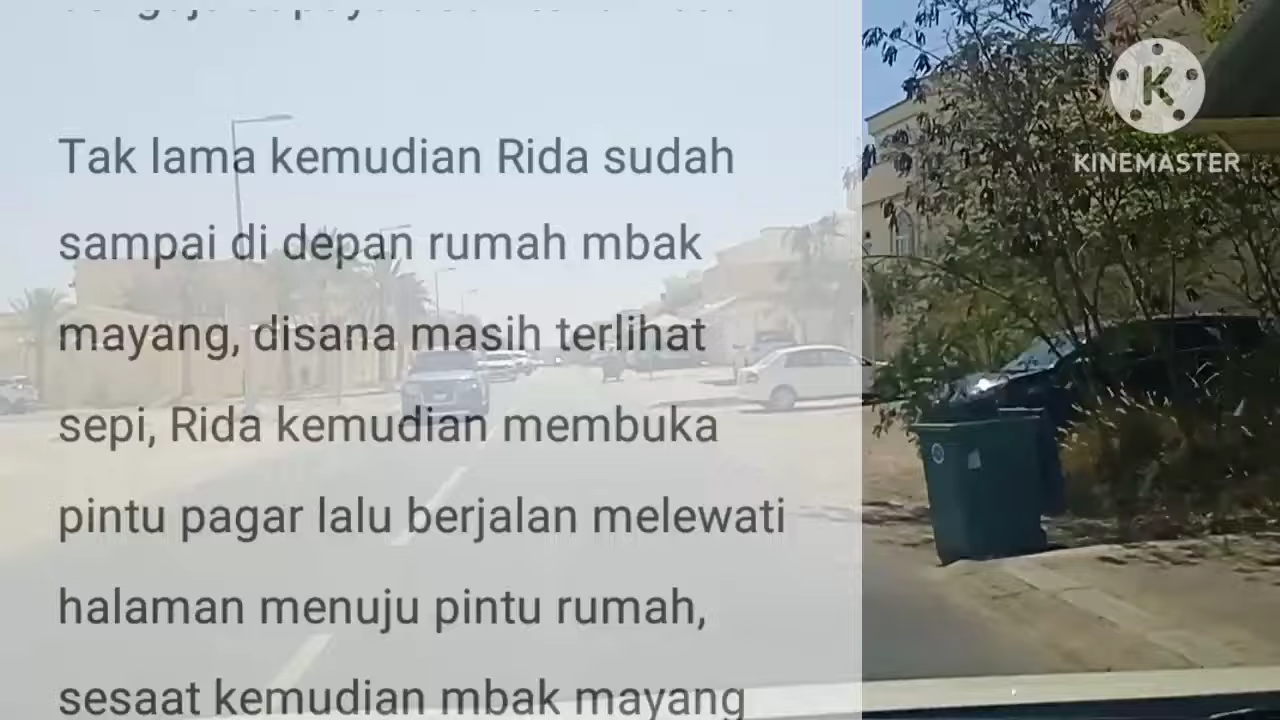 Tak lama kemudian Rida sudah
sampai di depan rumah mbak
mayang, disana masih terlihat
sepi, Rida kemudian membuka
pintu pagar lalu berjalan melewati
halaman menuju pintu rumah,
sesaat kemudian mbak mayang
K
KINEMASTER